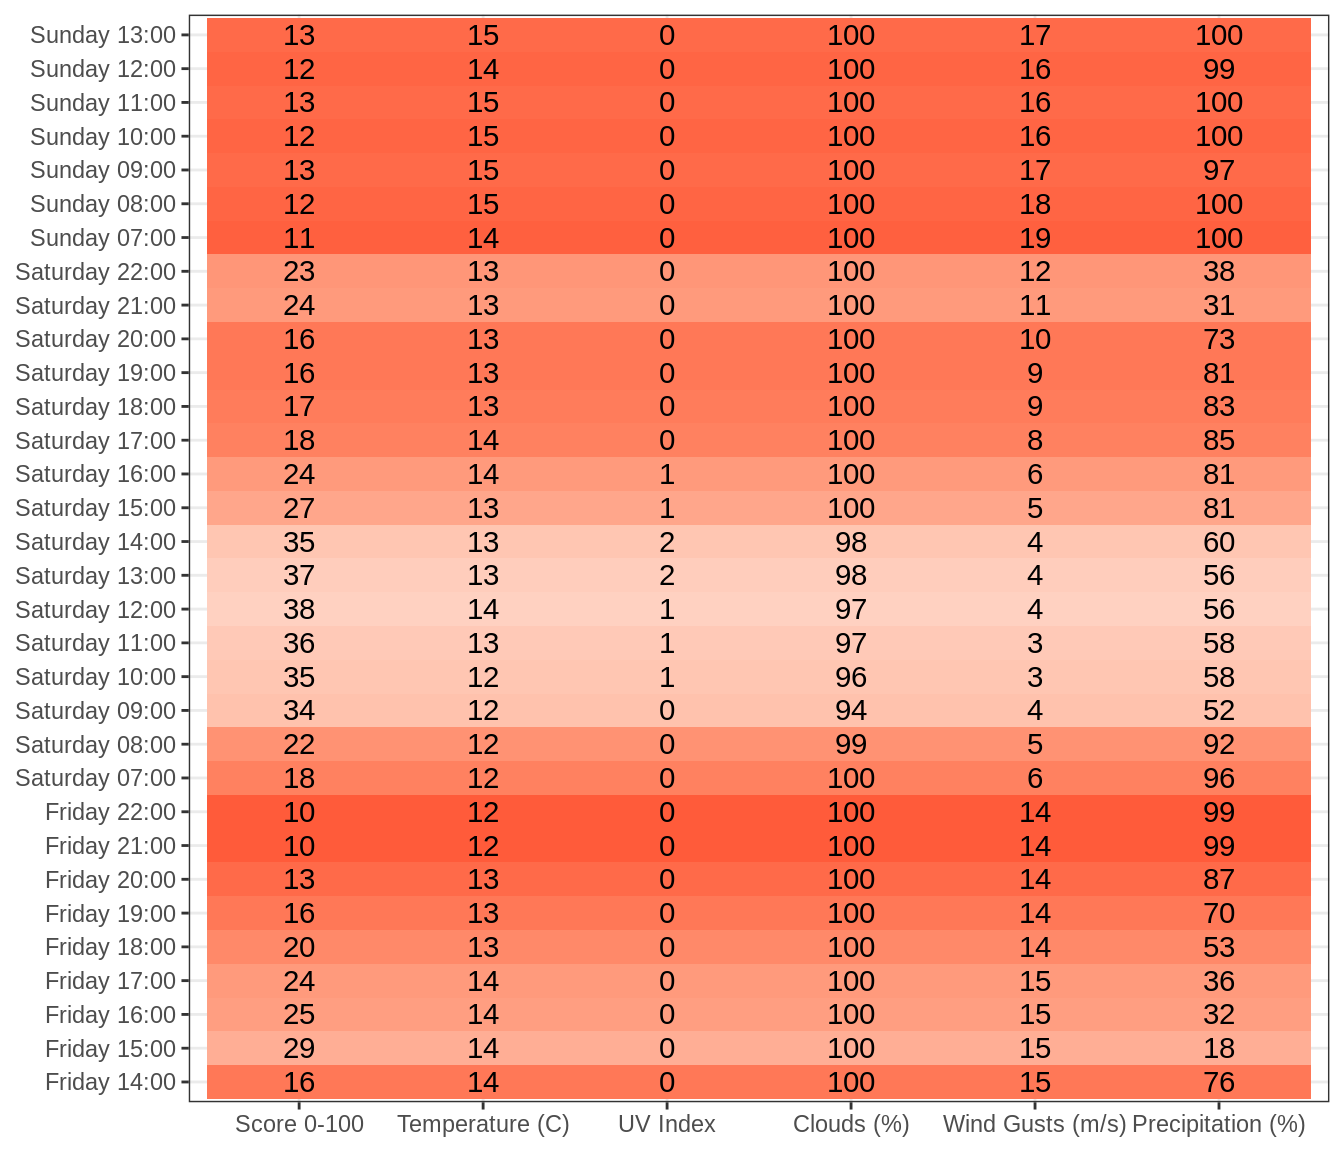 Sunday 13:00 13 15 0 100 17 100
Sunday 12:00 12 14 0 100 16 99
Sunday 11:00 13 15 0 100 16 100
Sunday 10:00 12 15 0 100 16 100
Sunday 09:00 13 15 0 100 17 97
Sunday 08:00 12 15 0 100 18 100
Sunday 07:00 11 14 0 100 19 100
Saturday 22:00 23 13 0 100 12 38
Saturday 21:00 24 13 0 100 11 31
Saturday 20:00 16 13 0 100 10 73
Saturday 19:00 16 13 0 100 9 81
Saturday 18:00 17 13 0 100 9 83
Saturday 17:00 18 14 0 100 8 85
Saturday 16:00 24 14 1 100 6 81
Saturday 15:00 27 13 1 100 5 81
Saturday 14:00 35 13 2 98 4 60
Saturday 13:00 37 13 2 98 4 56
Saturday 12:00 38 14 1 97 4 56
Saturday 11:00 36 13 1 97 3 58
Saturday 10:00 35 12 1 96 3 58
Saturday 09:00 34 12 0 94 4 52
Saturday 08:00 22 12 0 99 5 92
Saturday 07:00 18 12 0 100 6 96
Friday 22:00 10 12 0 100 14 99
Friday 21:00 10 12 0 100 14 99
Friday 20:00 13 13 0 100 14 87
Friday 19:00 16 13 0 100 14 70
Friday 18:00 20 13 0 100 14 53
Friday 17:00 24 14 0 100 15 36
Friday 16:00 25 14 0 100 15 32
Friday 15:00 29 14 0 100 15 18
Friday 14:00 16 14 0 100 15 76
Score 0-100 Temperature (C) UV Index Clouds (%) Wind Gusts (m/s) Precipitation (%)